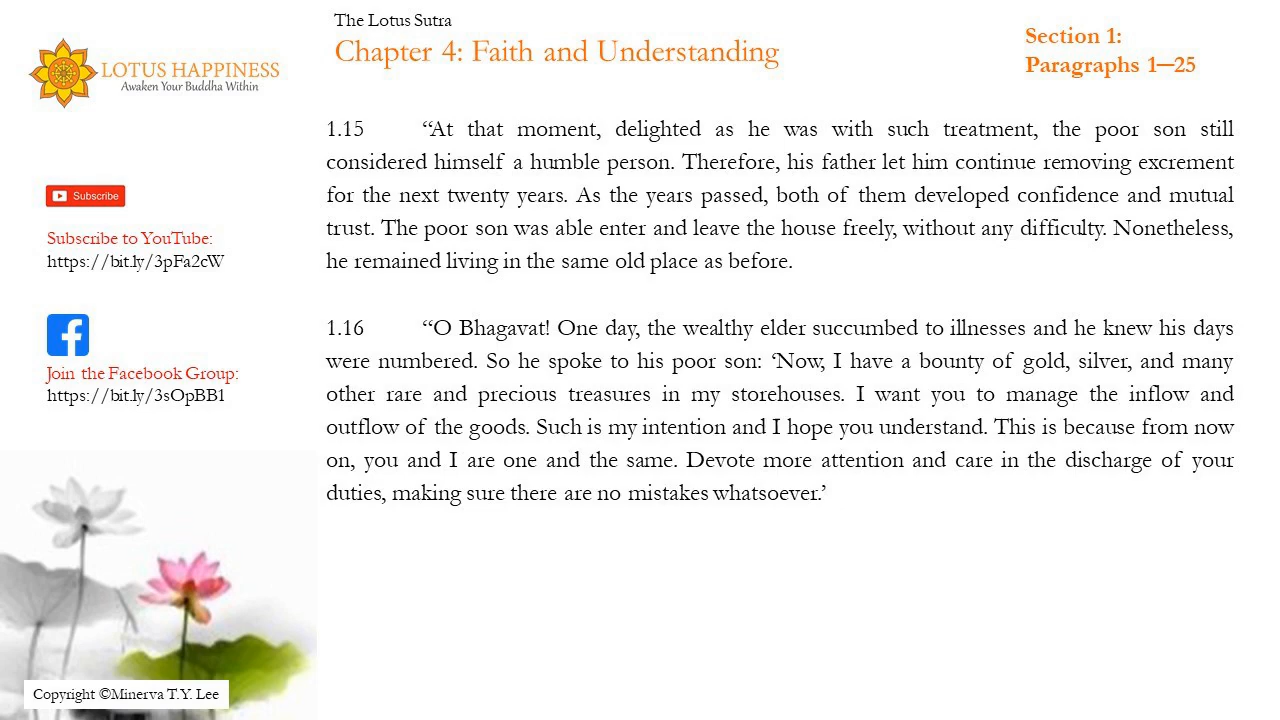 The Lotus Sutra
Chapter 4: Faith and Understanding
Section 1:
Paragraphs 1—25
LOTUS HAPPINESS
Awaken Your Buddha Within
Subscribe
Subscribe to YouTube:
https://bit.ly/3pFa2cW
Join the Facebook Group:
https://bit.ly/3sOpBB1
1.15 “At that moment, delighted as he was with such treatment, the poor son still
considered himself a humble person. Therefore, his father let him continue removing excrement
for the next twenty years. As the years passed, both of them developed confidence and mutual
trust. The poor son was able enter and leave the house freely, without any difficulty. Nonetheless,
he remained living in the same old place as before.
1.16 “O Bhagavat! One day, the wealthy elder succumbed to illnesses and he knew his days
were numbered. So he spoke to his poor son: ‘Now, I have a bounty of gold, silver, and many
other rare and precious treasures in my storehouses. I want you to manage the inflow and
outflow of the goods. Such is my intention and I hope you understand. This is because from now
on, you and I are one and the same. Devote more attention and care in the discharge of your
duties, making sure there are no mistakes whatsoever.’
Copyright ©Minerva T.Y. Lee